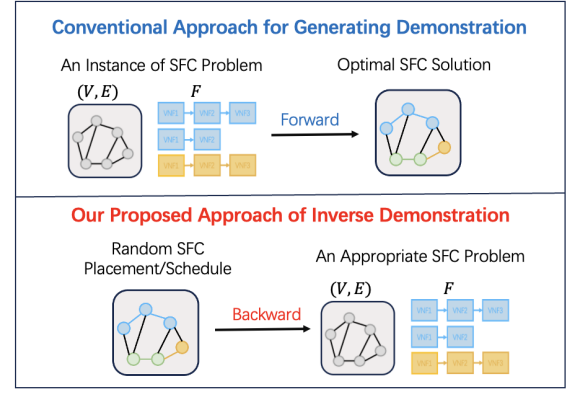 Conventional Approach for Generating Demonstration
An Instance of SFC Problem
Optimal SFC Solution
(V, E)
F
VNF1 VNF2 VNF3
Forward
VNF1 VNF2
VNF1 VNF2 VNF3
Our Proposed Approach of Inverse Demonstration
Random SFC
Placement/Schedule
An Appropriate SFC Problem
(V, E)
F
Backward
VNF1 VNF2 VNF3
VNF1 VNF2
VNF1 VNF2 VNF3